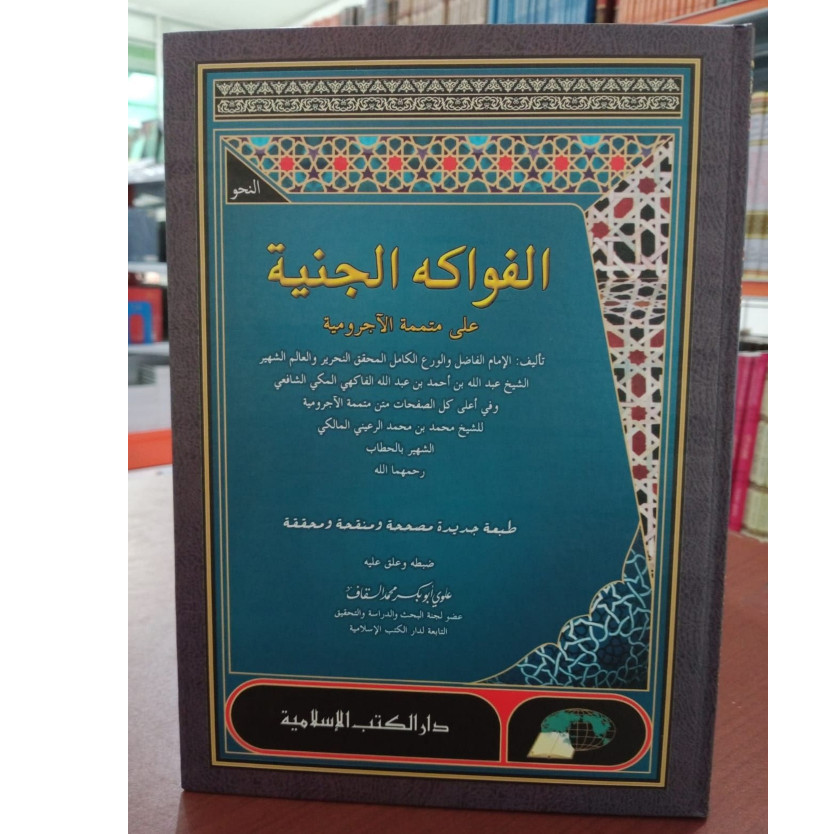 النحو
الفواكه الجنية
على متممة الآجرومية
تأليف: الإمام الفاضل والورع الكامل المحقق النحرير والعالم الشهير
الشيخ عبد الله بن أحمد بن عبد الله الفاكهي المكي الشافعي
وفي أعلى كل الصفحات متن متممة الآجرومية
للشيخ محمد بن محمد الرعيني المالكي
الشهير بالحطاب
رحمهما الله
طبعة جديدة مصححة ومنقحة ومحققة
ضبطه وعلق عليه
علوي أبوبكر محمد السقاف
عضو لجنة البحث والدراسة والتحقيق
التابعة لدار الكتب الإسلامية
دار الكتب الإسلامية